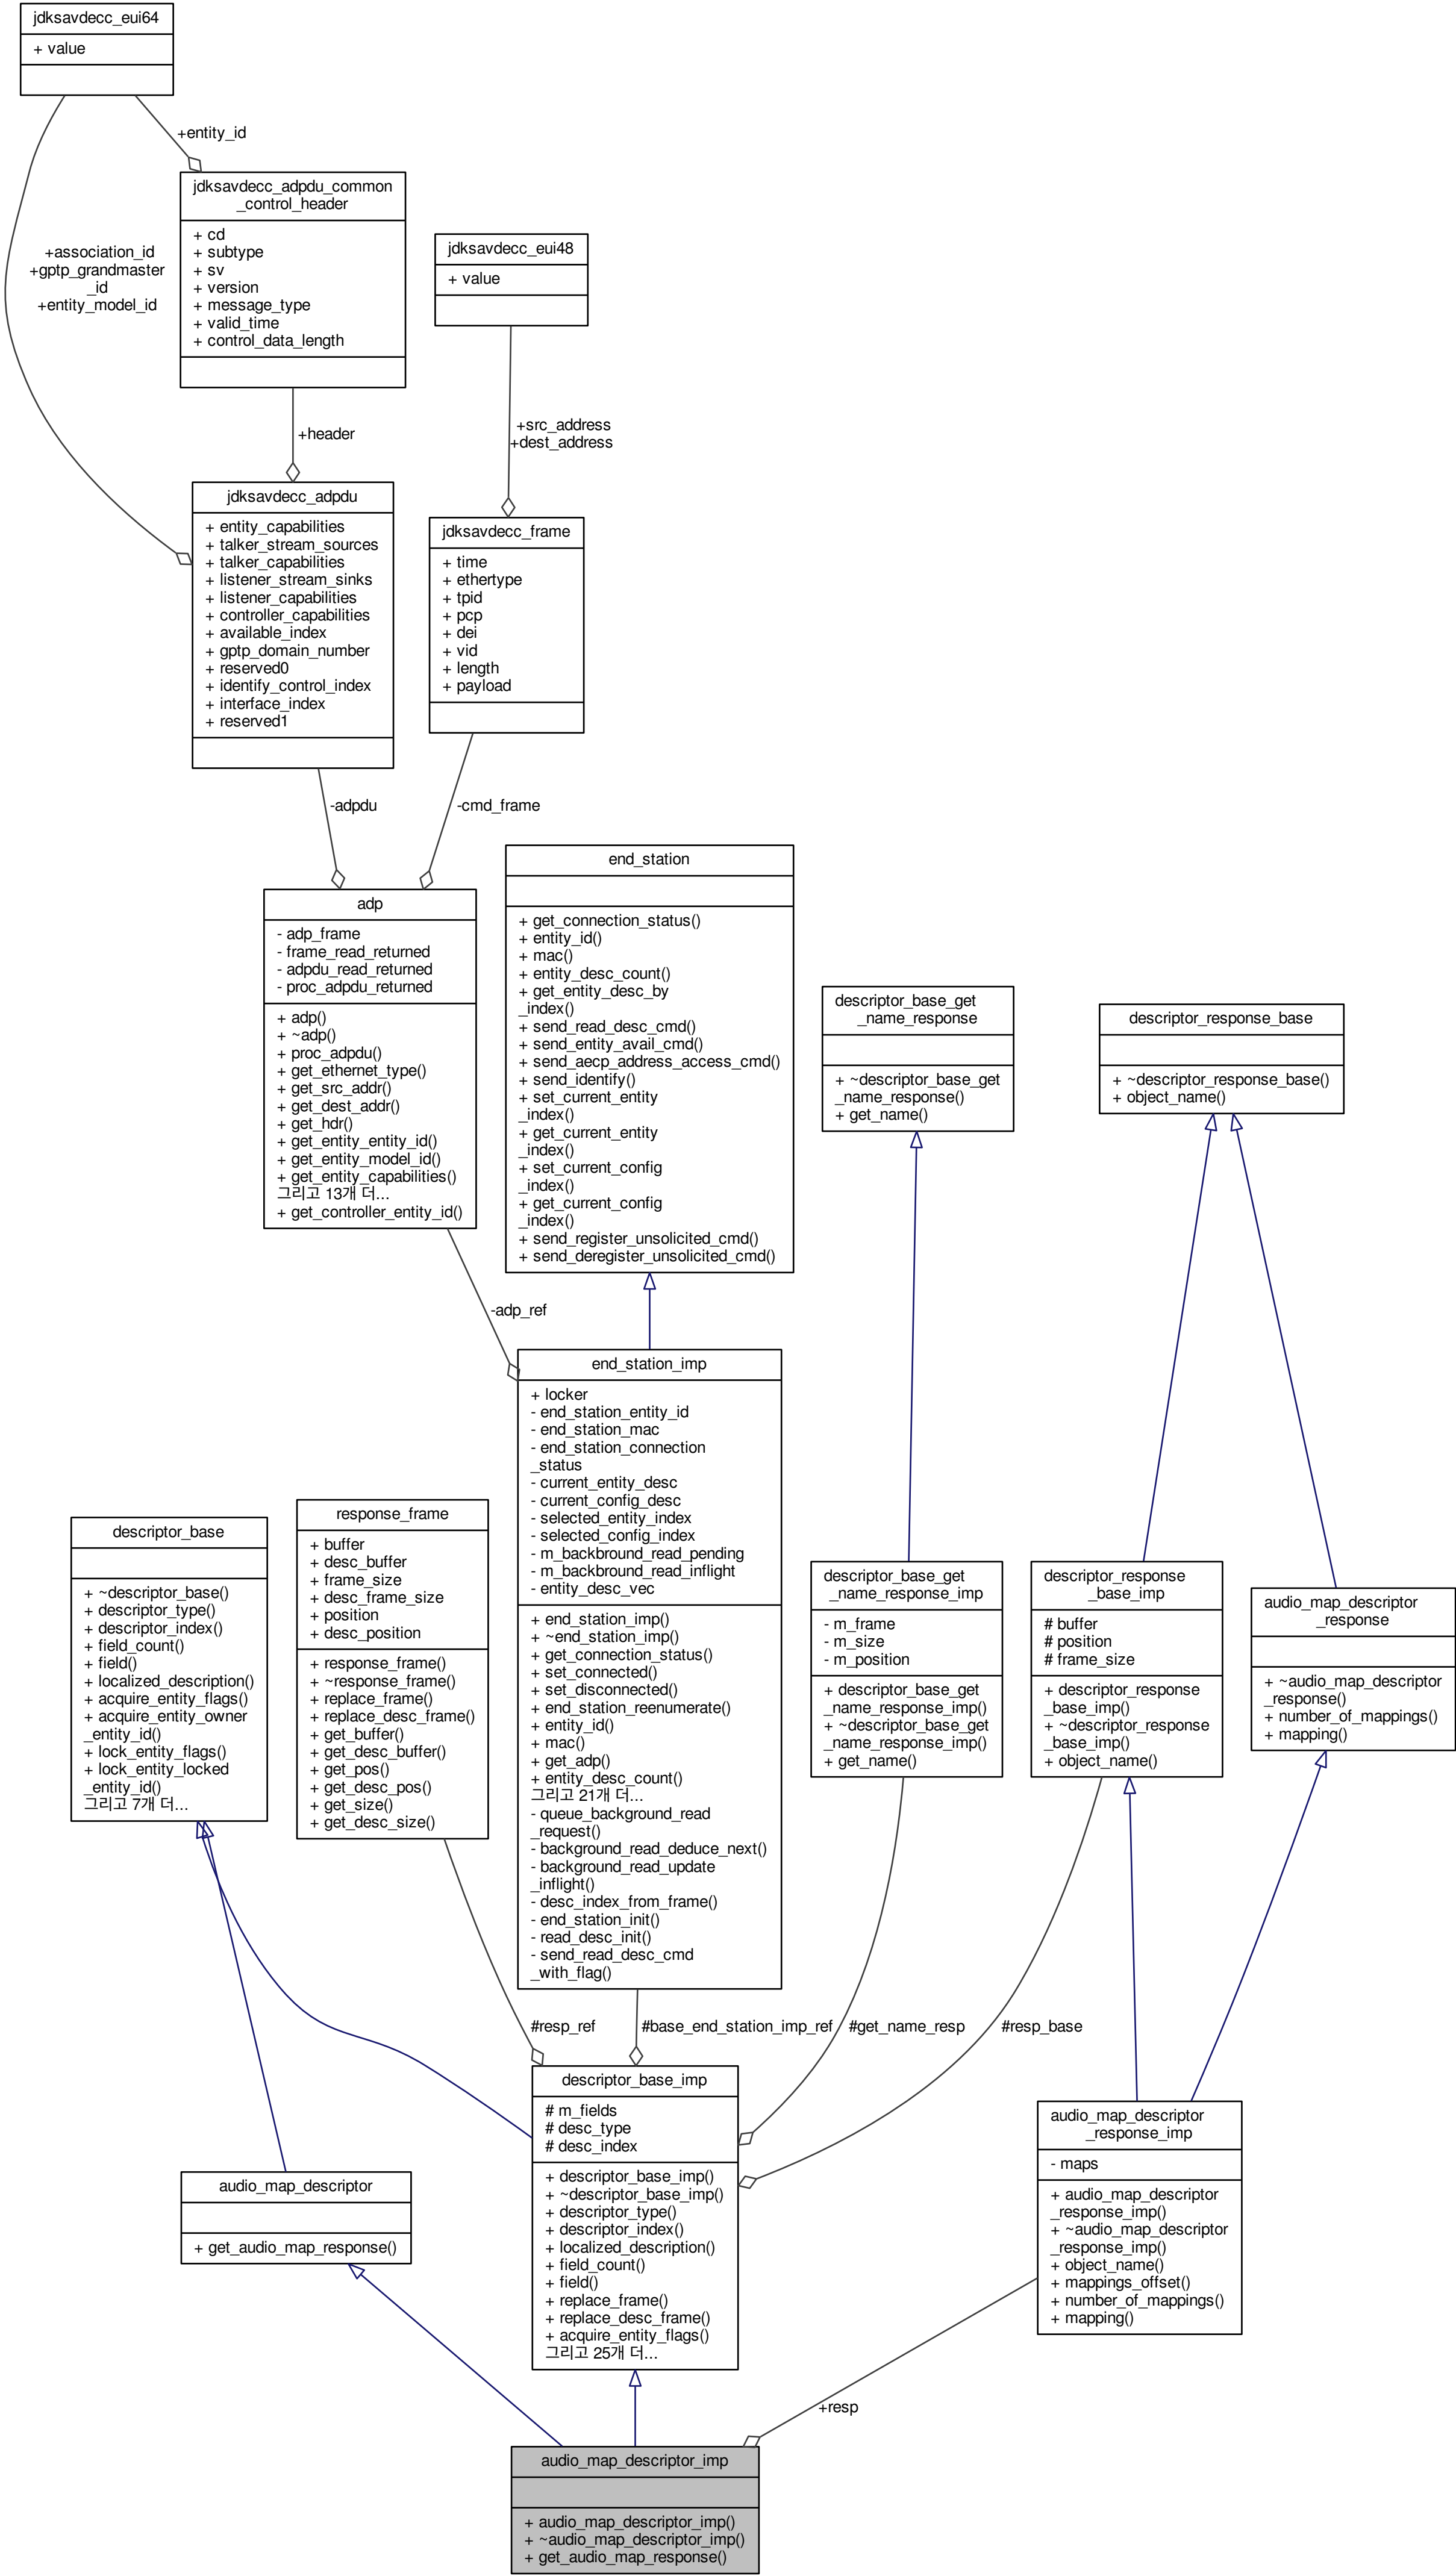 jdksavdecc_eui64
+ value
+entity_id
jdksavdecc_adpdu_common
_control_header
+ cd
+ subtype
+ sv
+ version
+ message_type
+ valid_time
+ control_data_length
jdksavdecc_eui48
+ value
+association_id
+gptp_grandmaster
_id
+entity_model_id
+header
+src_address
+dest_address
jdksavdecc_adpdu
+ entity_capabilities
+ talker_stream_sources
+ talker_capabilities
+ listener_stream_sinks
+ listener_capabilities
+ controller_capabilities
+ available_index
+ gptp_domain_number
+ reserved0
+ identify_control_index
+ interface_index
+ reserved1
jdksavdecc_frame
+ time
+ ethertype
+ tpid
+ pcp
+ dei
+ vid
+ length
+ payload
-adpdu
-cmd_frame
adp
- adp_frame
- frame_read_returned
- adpdu_read_returned
- proc_adpdu_returned
+ adp()
+ ~adp()
+ proc_adpdu()
+ get_ethernet_type()
+ get_src_addr()
+ get_dest_addr()
+ get_hdr()
+ get_entity_entity_id()
+ get_entity_model_id()
+ get_entity_capabilities()
그리고 13개 더...
+ get_controller_entity_id()
end_station
+ get_connection_status()
+ entity_id()
+ mac()
+ entity_desc_count()
+ get_entity_desc_by
_index()
+ send_read_desc_cmd()
+ send_entity_avail_cmd()
+ send_aecp_address_access_cmd()
+ send_identify()
+ set_current_entity
_index()
+ get_current_entity
_index()
+ set_current_config
_index()
+ get_current_config
_index()
+ send_register_unsolicited_cmd()
+ send_deregister_unsolicited_cmd()
descriptor_base_get
_name_response
+ ~descriptor_base_get
_name_response()
+ get_name()
descriptor_response_base
+ ~descriptor_response_base()
+ object_name()
-adp_ref
end_station_imp
+ locker
- end_station_entity_id
- end_station_mac
- end_station_connection
_status
- current_entity_desc
- current_config_desc
- selected_entity_index
- selected_config_index
- m_backbround_read_pending
- m_backbround_read_inflight
- entity_desc_vec
+ end_station_imp()
+ ~end_station_imp()
+ get_connection_status()
+ set_connected()
+ set_disconnected()
+ end_station_reenumerate()
+ entity_id()
+ mac()
+ get_adp()
+ entity_desc_count()
그리고 21개 더...
- queue_background_read
_request()
- background_read_deduce_next()
- background_read_update
_inflight()
- desc_index_from_frame()
- end_station_init()
- read_desc_init()
- send_read_desc_cmd
_with_flag()
descriptor_base
+ ~descriptor_base()
+ descriptor_type()
+ descriptor_index()
+ field_count()
+ field()
+ localized_description()
+ acquire_entity_flags()
+ acquire_entity_owner
_entity_id()
+ lock_entity_flags()
+ lock_entity_locked
_entity_id()
그리고 7개 더...
response_frame
+ buffer
+ desc_buffer
+ frame_size
+ desc_frame_size
+ position
+ desc_position
+ response_frame()
+ ~response_frame()
+ replace_frame()
+ replace_desc_frame()
+ get_buffer()
+ get_desc_buffer()
+ get_pos()
+ get_desc_pos()
+ get_size()
+ get_desc_size()
descriptor_base_get
_name_response_imp
- m_frame
- m_size
- m_position
+ descriptor_base_get
_name_response_imp()
+ ~descriptor_base_get
_name_response_imp()
+ get_name()
descriptor_response
_base_imp
# buffer
# position
# frame_size
+ descriptor_response
_base_imp()
+ ~descriptor_response
_base_imp()
+ object_name()
audio_map_descriptor
_response
+ ~audio_map_descriptor
_response()
+ number_of_mappings()
+ mapping()
#resp_ref
#base_end_station_imp_ref
#get_name_resp
#resp_base
descriptor_base_imp
# m_fields
# desc_type
# desc_index
+ descriptor_base_imp()
+ ~descriptor_base_imp()
+ descriptor_type()
+ descriptor_index()
+ localized_description()
+ field_count()
+ field()
+ replace_frame()
+ replace_desc_frame()
+ acquire_entity_flags()
그리고 25개 더...
audio_map_descriptor
_response_imp
- maps
+ audio_map_descriptor
_response_imp()
+ ~audio_map_descriptor
_response_imp()
+ object_name()
+ mappings_offset()
+ number_of_mappings()
+ mapping()
audio_map_descriptor
+ get_audio_map_response()
+resp
audio_map_descriptor_imp
+ audio_map_descriptor_imp()
+ ~audio_map_descriptor_imp()
+ get_audio_map_response()